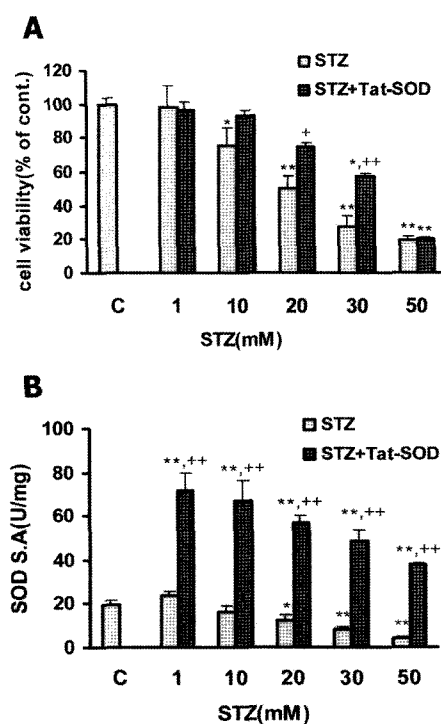 A
STZ
STZ+Tat-SOD
cell viability(% of cont.)
120
100
80
60
40
20
0
*
**
+
**
*,++
** **
C 1 10 20 30 50
STZ(mM)
B
STZ
STZ+Tat-SOD
SOD S.A(U/mg)
100
80
60
40
20
0
**,++
**,++
**,++
**,++
**,++
*
**
**
C 1 10 20 30 50
STZ(mM)